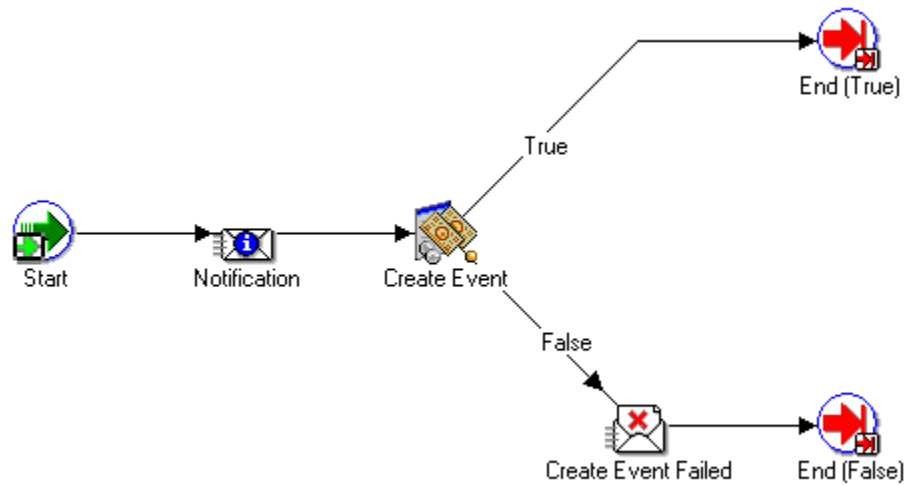 End (True)
True
Start
Notification
Create Event
False
Create Event Failed
End (False)